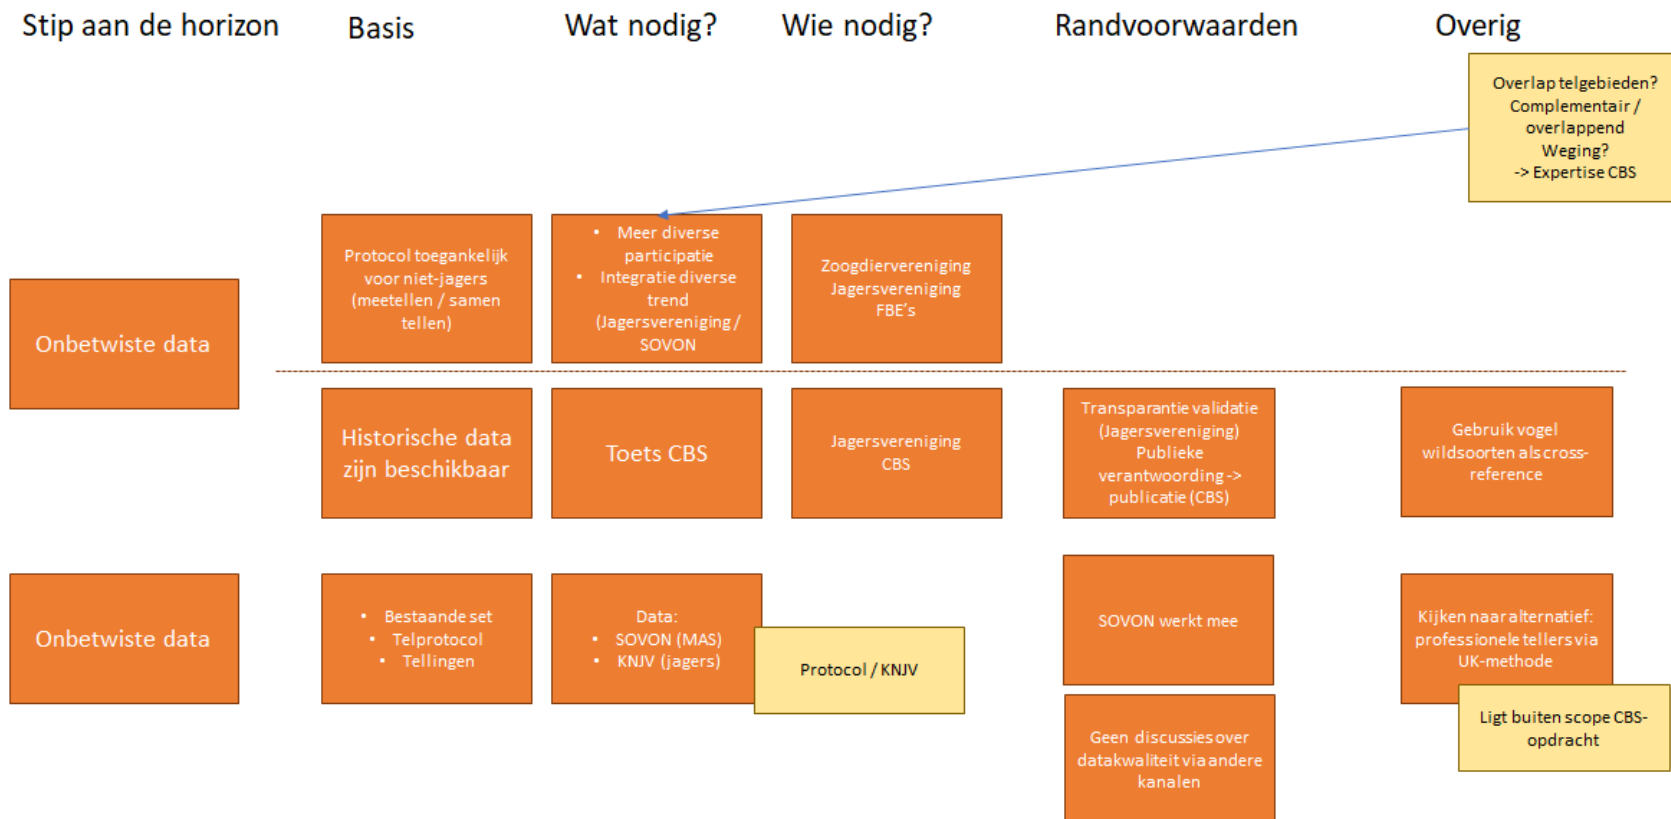 Stip aan de horizon
Basis
Wat nodig?
Wie nodig?
Randvoorwaarden
Overig
Overlap telgebieden?
Complementair /
overlappend
Weging?
-> Expertise CBS
Onbetwiste data
Protocol toegankelijk
voor niet-jagers
(meetellen / samen
tellen)
• Meer diverse
participatie
• Integratie diverse
trend
(Jagersvereniging /
SOVON
Zoogdiervereniging
Jagersvereniging
FBE's
Historische data
zijn beschikbaar
Toets CBS
Jagersvereniging
CBS
Transparantie validatie
(Jagersvereniging)
Publieke
verantwoording ->
publicatie (CBS)
Gebruik vogel
wildsoorten als cross-
reference
Onbetwiste data
• Bestaande set
• Telprotocol
• Tellingen
Data:
• SOVON (MAS)
• KNJV (jagers)
Protocol / KNJV
SOVON werkt mee
Kijken naar alternatief:
professionele tellers via
UK-methode
Ligt buiten scope CBS-
opdracht
Geen discussies over
datakwaliteit via andere
kanalen